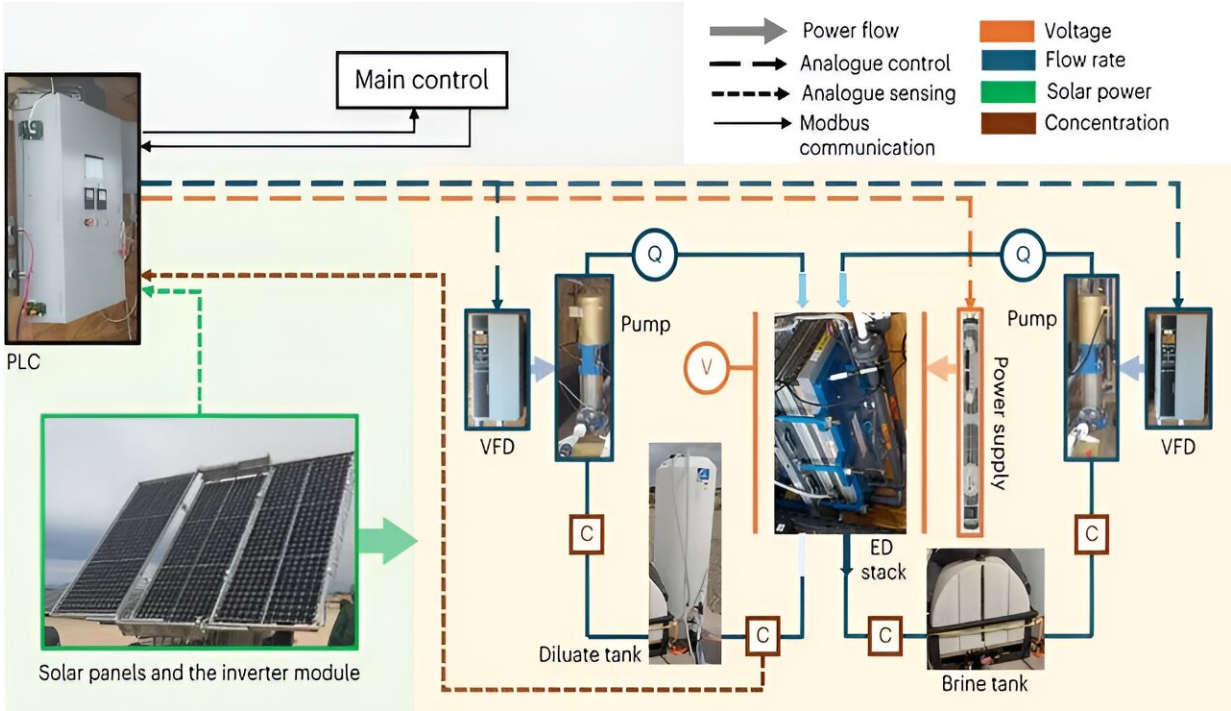 Power flow
Analogue control
Analogue sensing
Modbus
communication
Voltage
Flow rate
Solar power
Concentration
Main control
PLC
Q
Q
Pump
Pump
V
VFD
VFD
Power supply
C
C
ED
stack
C
C
Diluate tank
Brine tank
Solar panels and the inverter module